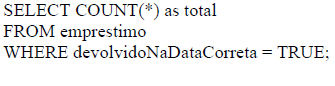 SELECT COUNT(*) as total
FROM emprestimo
WHERE devolvidoNaDataCorreta = TRUE;